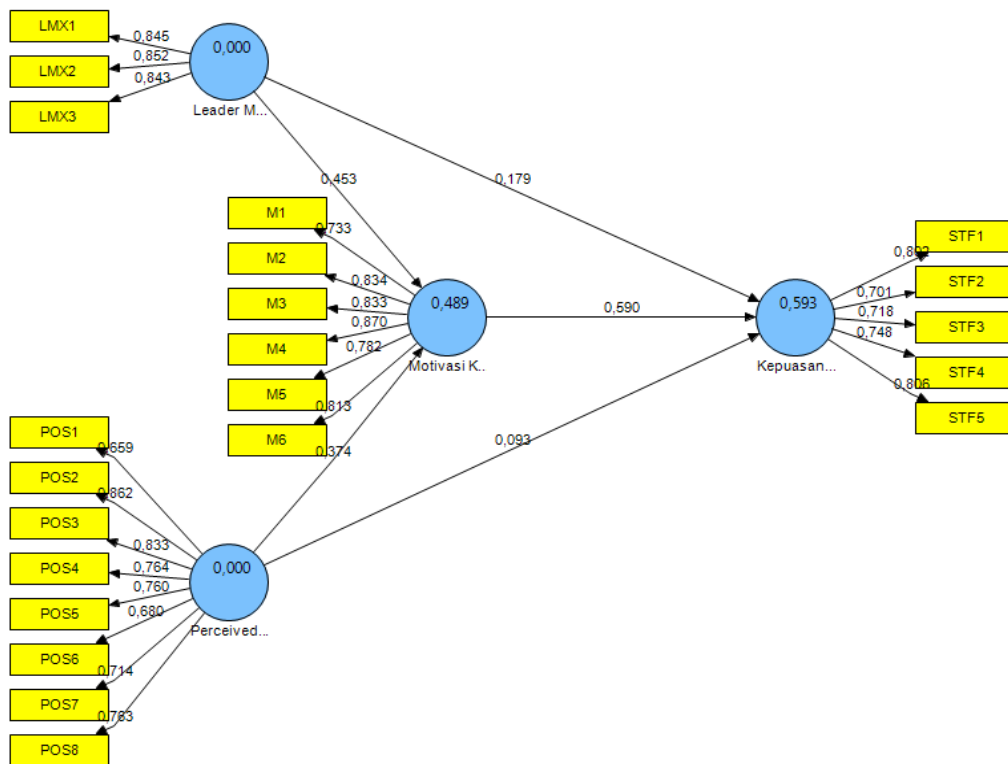 LMX1
LMX2
LMX3
0,845
0,852
0,843
0,000
Leader M...
0,453
0,179
M1
M2
M3
M4
M5
M6
0,733
0,834
0,833
0,870
0,782
0,813
0,489
Motivasi K..
0,590
0,593
Kepuasan...
STF1
STF2
STF3
STF4
STF5
0,701
0,718
0,748
0,806
0,374
0,093
POS1
POS2
POS3
POS4
POS5
POS6
POS7
POS8
0,659
0,862
0,833
0,764
0,760
0,680
0,714
0,000
Perceived...